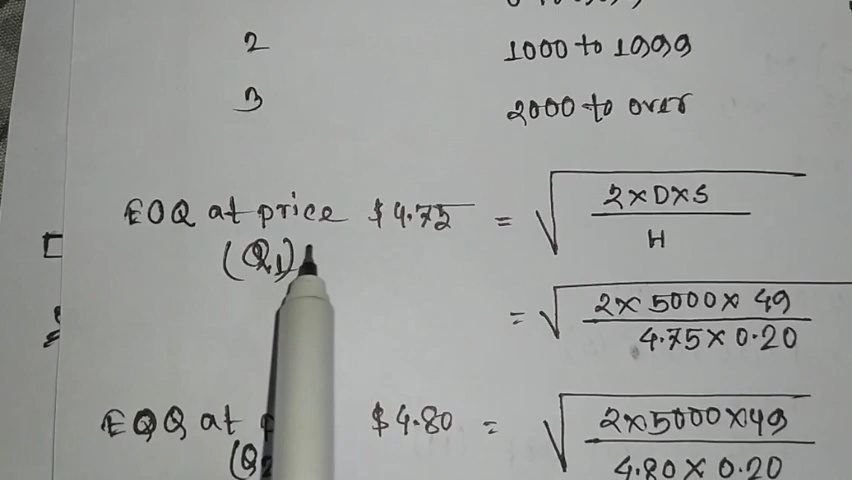 2 1000 to 1999
3 2000 to over
EOQ at price $4.75 = √(2×D×S / H)
(Q1)
= √(2×5000×49 / 4.75×0.20)
EOQ at $4.80 = √(2×5000×49 / 4.80×0.20)